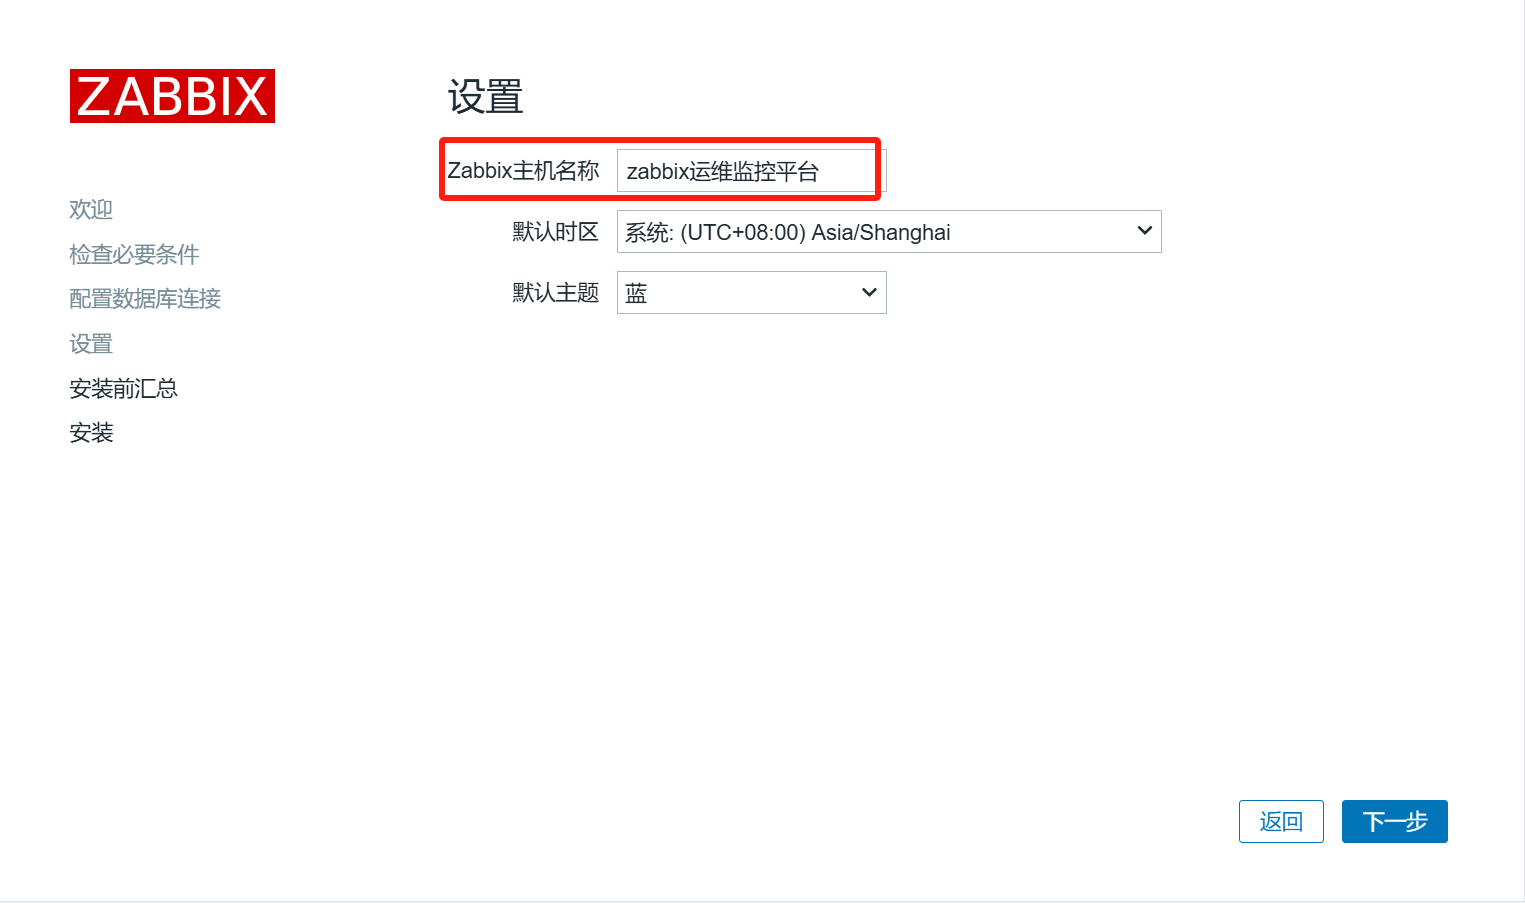 ZABBIX
欢迎
检查必要条件
配置数据库连接
设置
安装前汇总
安装
设置
Zabbix主机名称 zabbix运维监控平台
默认时区 系统: (UTC+08:00) Asia/Shanghai
默认主题 蓝
返回 下一步